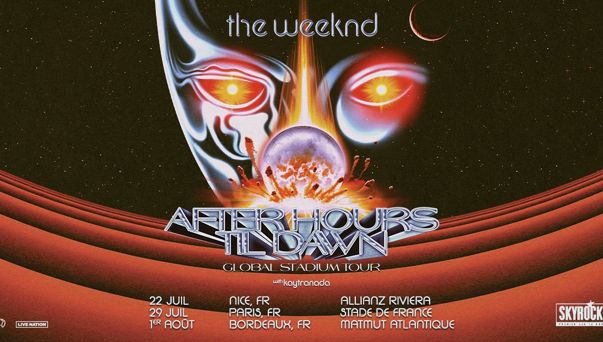 the weeknd
AFTER HOURS
TIL DAWN
GLOBAL STADIUM TOUR
with kaytranada
22 JUIL NICE, FR ALLIANZ RIVIERA
29 JUIL PARIS, FR STADE DE FRANCE
1ER AOÛT BORDEAUX, FR MATMUT ATLANTIQUE
LIVE NATION
SKYROCK